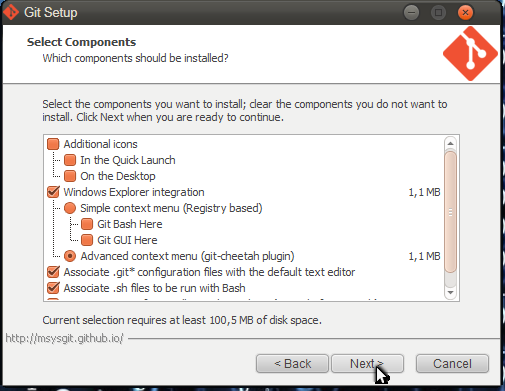 Git Setup
Select Components
Which components should be installed?
Select the components you want to install; clear the components you do not want to
install. Click Next when you are ready to continue.
Additional icons
In the Quick Launch
On the Desktop
Windows Explorer integration 1,1 MB
Simple context menu (Registry based)
Git Bash Here
Git GUI Here
Advanced context menu (git-cheetah plugin) 1,1 MB
Associate .git* configuration files with the default text editor
Associate .sh files to be run with Bash
Current selection requires at least 100,5 MB of disk space.
http://msysgit.github.io/
< Back Next > Cancel